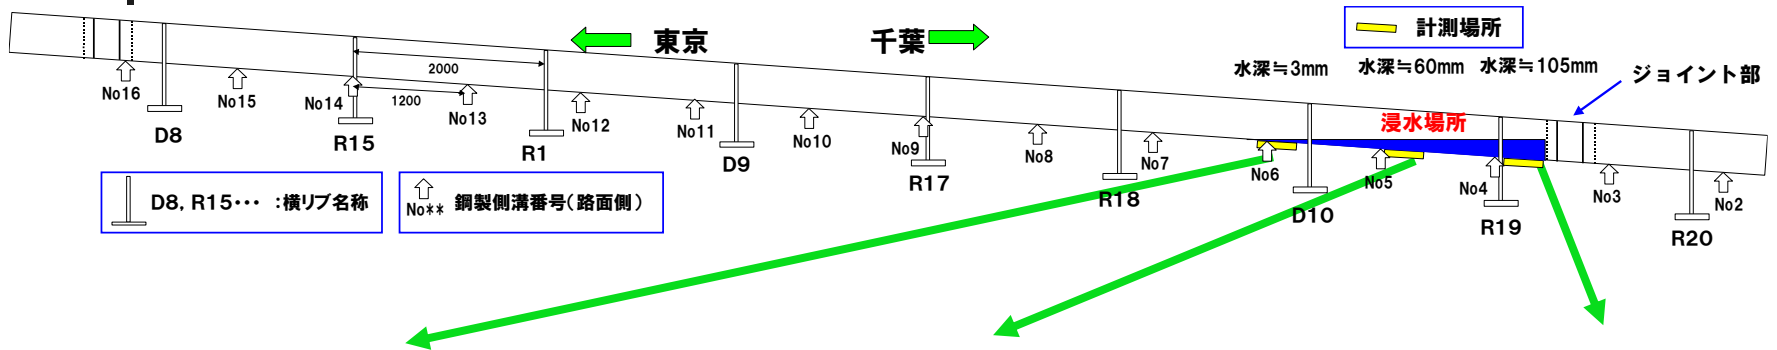 計測場所
東京
千葉
水深≒3mm
水深≒60mm
水深≒105mm
ジョイント部
2000
1200
浸水場所
No16
No15
No14
No13
No12
No11
No10
No9
No8
No7
No6
No5
No4
No3
No2
D8
R15
R1
D9
R17
R18
D10
R19
R20
D8, R15・・・ :横リブ名称
No** 鋼製側溝番号(路面側)